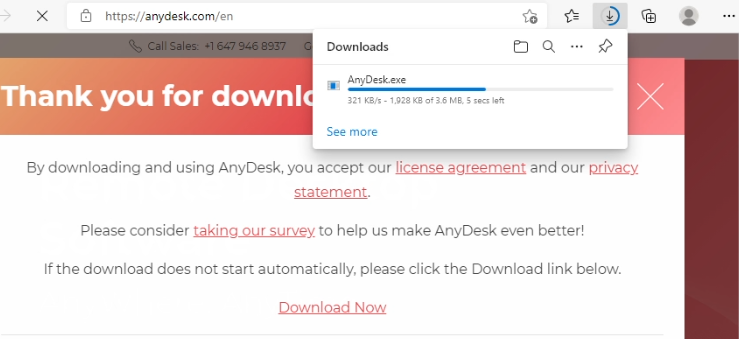 https://anydesk.com/en
Call Sales: +1 647 946 8937 G
Downloads
AnyDesk.exe
321 KB/s - 1,928 KB of 3.6 MB, 5 secs left
See more
Thank you for downlo
By downloading and using AnyDesk, you accept our license agreement and our privacy
statement.
Please consider taking our survey to help us make AnyDesk even better!
If the download does not start automatically, please click the Download link below.
Download Now